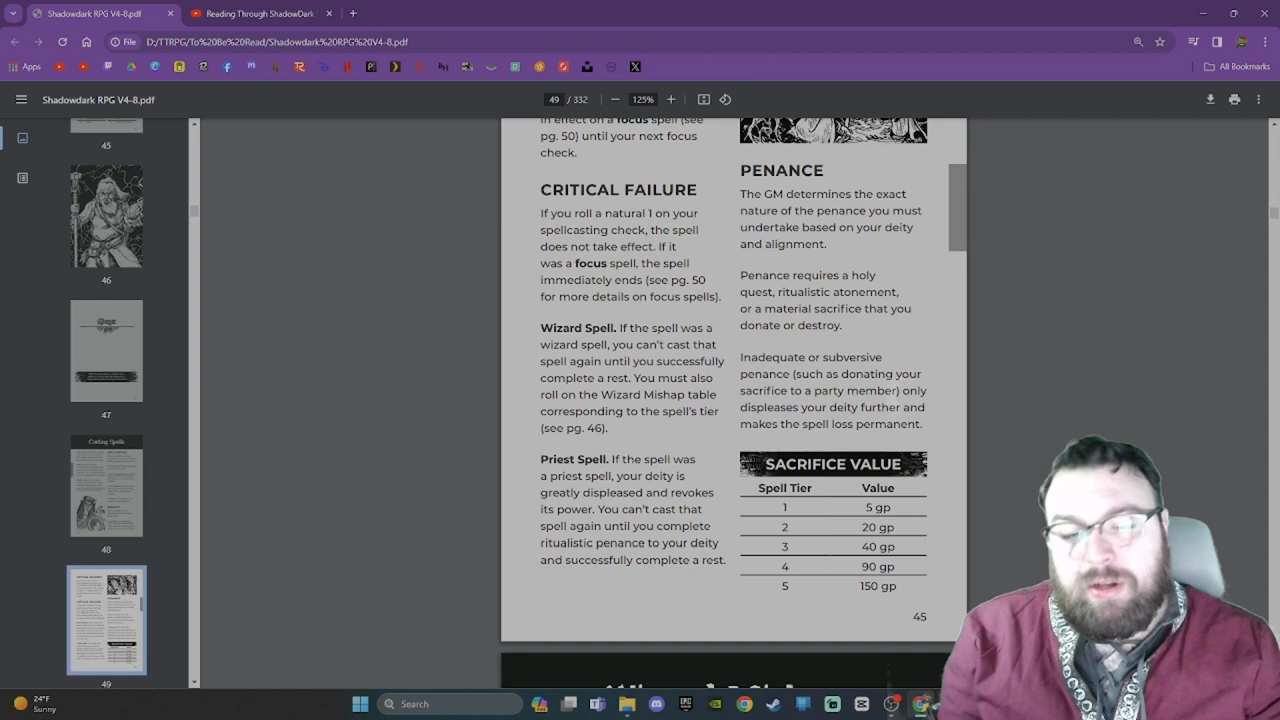 Shadowdark RPG V4-8.pdf
Reading Through ShadowDark
File
D:/TTRPG/To%20Be%20Read/Shadowdark%20RPG%20V4-8.pdf
Apps
All Bookmarks
Shadowdark RPG V4-8.pdf
49 / 332
125%
45
46
Magic
47
Casting Spells
48
49
in effect on a focus spell (see
pg. 50) until your next focus
check.
CRITICAL FAILURE
If you roll a natural 1 on your
spellcasting check, the spell
does not take effect. If it
was a focus spell, the spell
immediately ends (see pg. 50
for more details on focus spells).
Wizard Spell. If the spell was a
wizard spell, you can't cast that
spell again until you successfully
complete a rest. You must also
roll on the Wizard Mishap table
corresponding to the spell's tier
(see pg. 46).
Priest Spell. If the spell was
a priest spell, your deity is
greatly displeased and revokes
its power. You can't cast that
spell again until you complete
ritualistic penance to your deity
and successfully complete a rest.
PENANCE
The GM determines the exact
nature of the penance you must
undertake based on your deity
and alignment.
Penance requires a holy
quest, ritualistic atonement,
or a material sacrifice that you
donate or destroy.
Inadequate or subversive
penance (such as donating your
sacrifice to a party member) only
displeases your deity further and
makes the spell loss permanent.
SACRIFICE VALUE
Spell Tier Value
1 5 gp
2 20 gp
3 40 gp
4 90 gp
5 150 gp
45
24°F
Sunny
Search